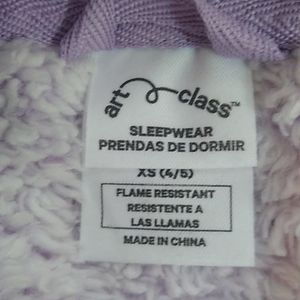 art class™
SLEEPWEAR
PRENDAS DE DORMIR
XS (4/5)
FLAME RESISTANT
RESISTENTE A
LAS LLAMAS
MADE IN CHINA